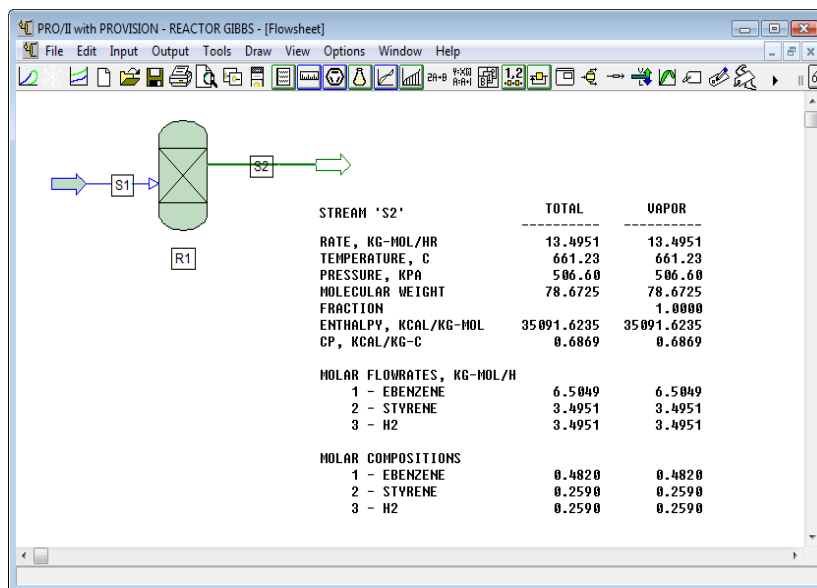 PRO/II with PROVISION - REACTOR GIBBS - [Flowsheet]
File Edit Input Output Tools Draw View Options Window Help
S1
S2
R1
STREAM 'S2' TOTAL VAPOR
---------- ----------
RATE, KG-MOL/HR 13.4951 13.4951
TEMPERATURE, C 661.23 661.23
PRESSURE, KPA 506.60 506.60
MOLECULAR WEIGHT 78.6725 78.6725
FRACTION 1.0000
ENTHALPY, KCAL/KG-MOL 35091.6235 35091.6235
CP, KCAL/KG-C 0.6869 0.6869
MOLAR FLOWRATES, KG-MOL/H
1 - EBENZENE 6.5049 6.5049
2 - STYRENE 3.4951 3.4951
3 - H2 3.4951 3.4951
MOLAR COMPOSITIONS
1 - EBENZENE 0.4820 0.4820
2 - STYRENE 0.2590 0.2590
3 - H2 0.2590 0.2590